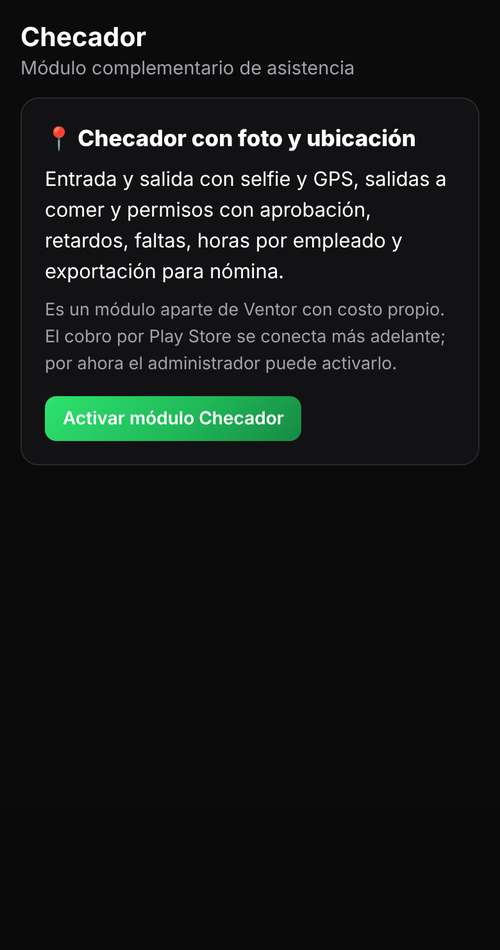 Checador
Módulo complementario de asistencia
📍 Checador con foto y ubicación
Entrada y salida con selfie y GPS, salidas a
comer y permisos con aprobación,
retardos, faltas, horas por empleado y
exportación para nómina.
Es un módulo aparte de Ventor con costo propio.
El cobro por Play Store se conecta más adelante;
por ahora el administrador puede activarlo.
Activar módulo Checador